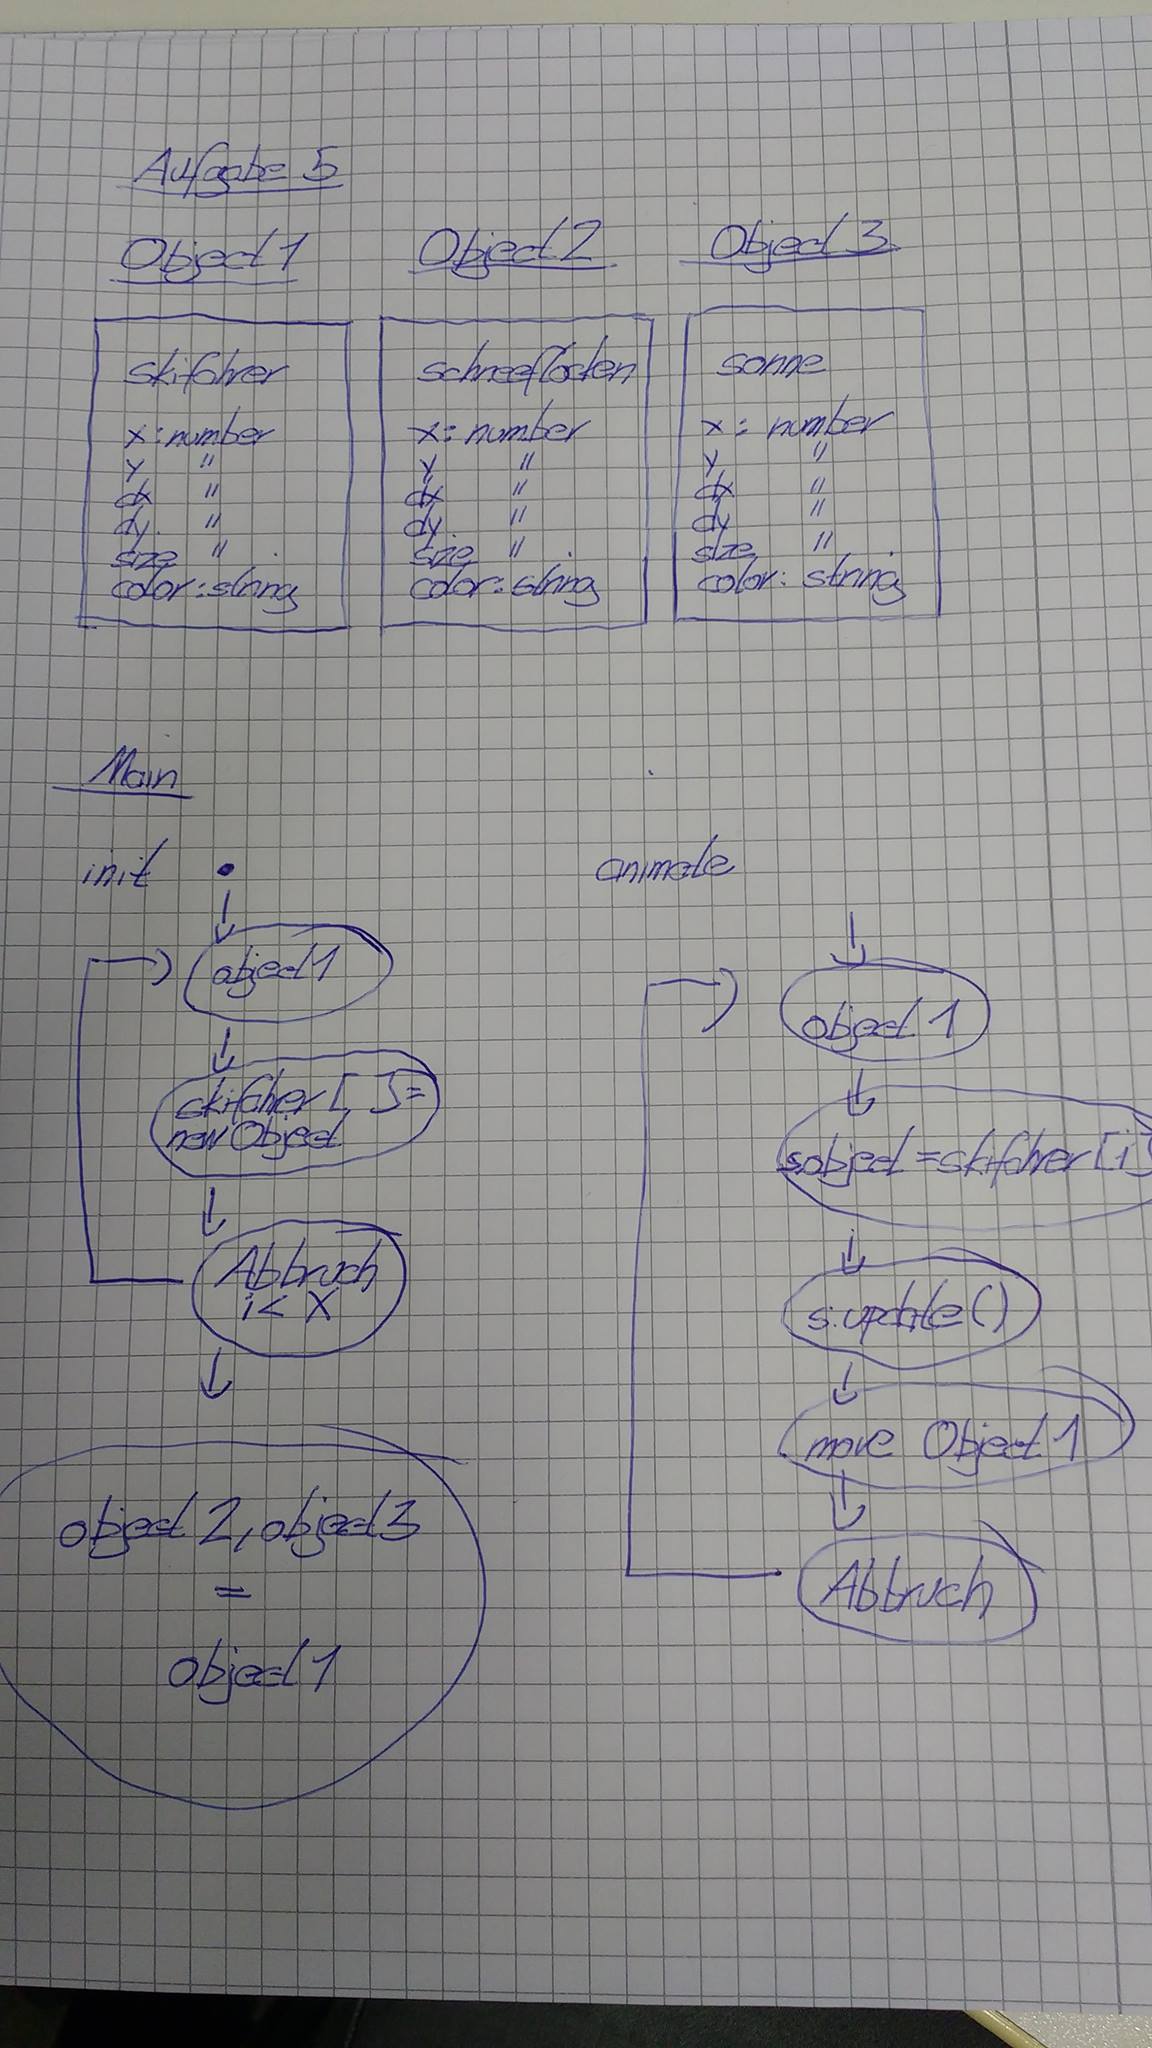 Aufgabe 5
Object 1
Object 2
Object 3
skifahrer
x: number
y "
dx "
dy "
size "
color: string
schneeflocken
x: number
y "
dx "
dy "
size "
color: string
sonne
x: number
y "
dx "
dy "
size "
color: string
Main
init
object 1
skifahrer [ ] =
new Object
Abbruch
i < X
object 2, object 3
=
object 1
animate
object 1
s:object = skifahrer [i]
s.update()
move Object 1
Abbruch